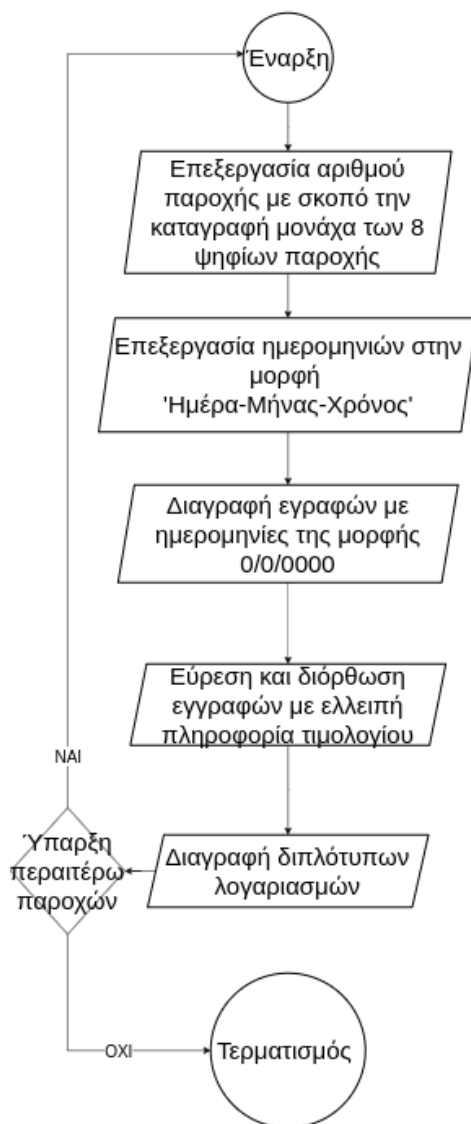 Έναρξη
Επεξεργασία αριθμού
παροχής με σκοπό την
καταγραφή μονάχα των 8
ψηφίων παροχής
Επεξεργασία ημερομηνιών στην
μορφή
'Ημέρα-Μήνας-Χρόνος'
Διαγραφή εγραφών με
ημερομηνίες της μορφής
0/0/0000
Εύρεση και διόρθωση
εγγραφών με ελλειπή
πληροφορία τιμολογίου
Διαγραφή διπλότυπων
λογαριασμών
Ύπαρξη
περαιτέρω
παροχών
ΝΑΙ
ΟΧΙ
Τερματισμός